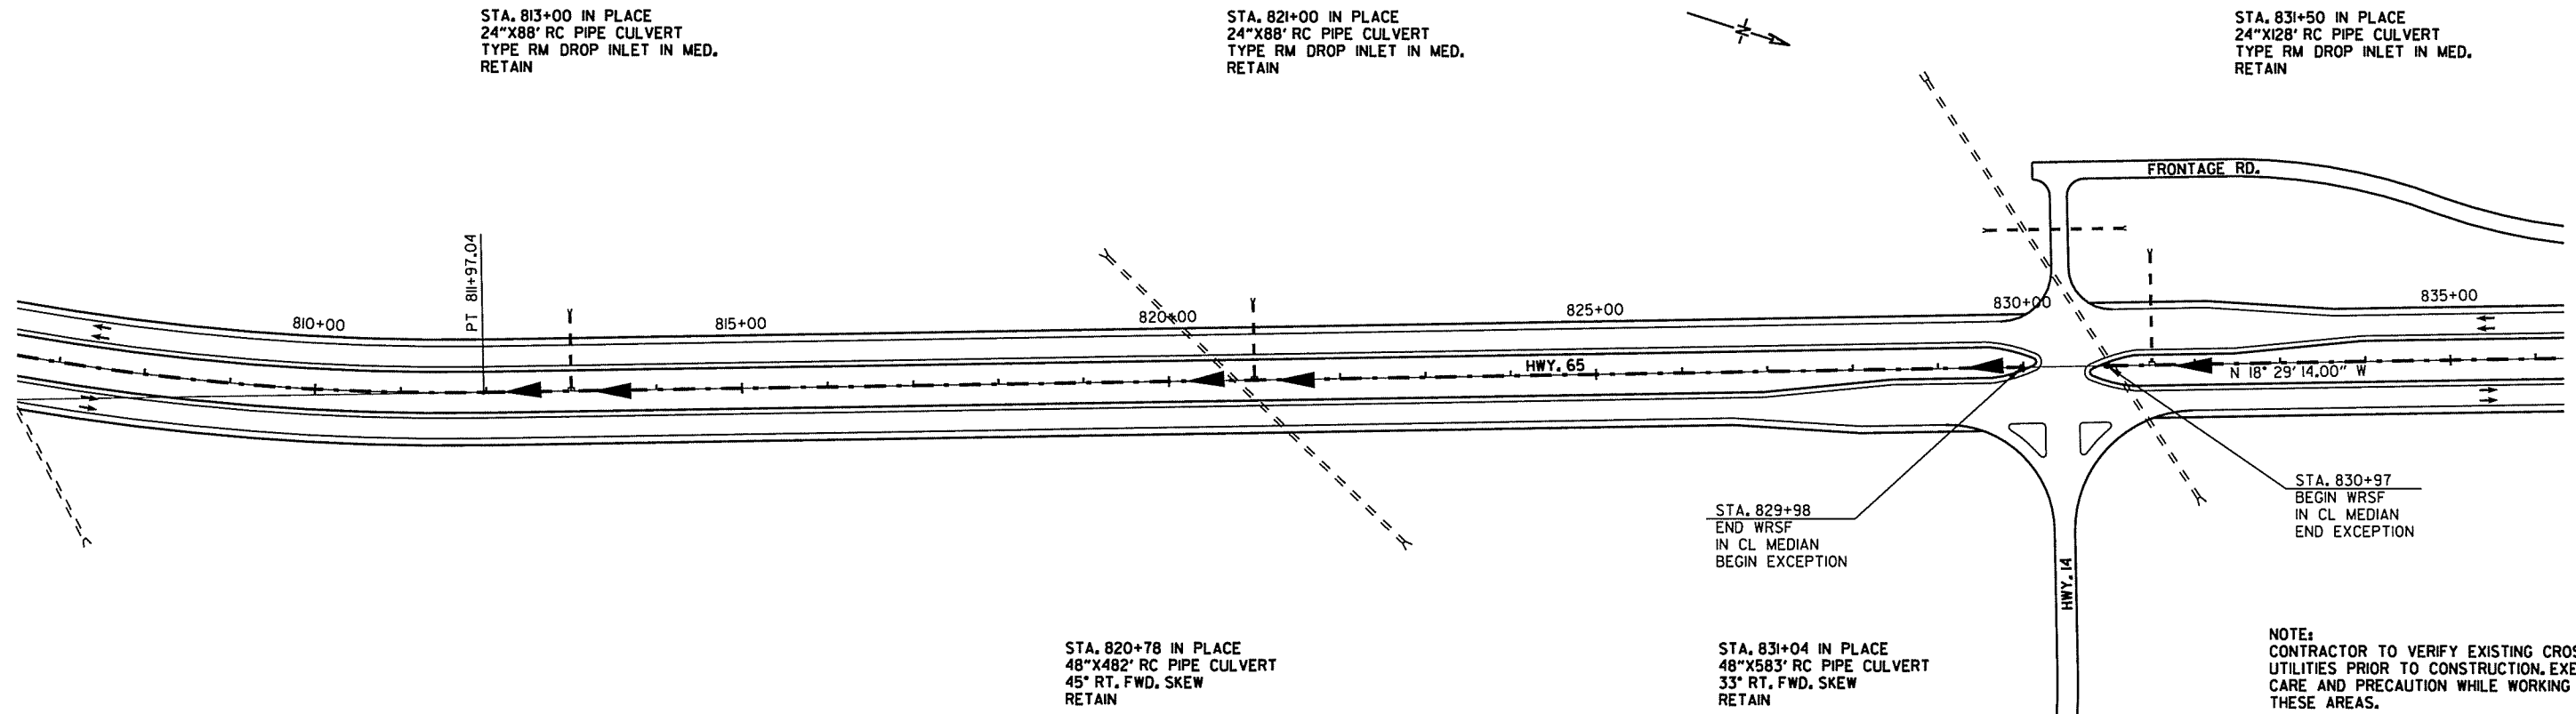 STA. 813+00 IN PLACE
24"X88' RC PIPE CULVERT
TYPE RM DROP INLET IN MED.
RETAIN
STA. 821+00 IN PLACE
24"X88' RC PIPE CULVERT
TYPE RM DROP INLET IN MED.
RETAIN
N
STA. 831+50 IN PLACE
24"X128' RC PIPE CULVERT
TYPE RM DROP INLET IN MED.
RETAIN
FRONTAGE RD.
PT 811+97.04
810+00
815+00
820+00
825+00
830+00
835+00
HWY. 65
N 18° 29'14.00" W
STA. 829+98
END WRSF
IN CL MEDIAN
BEGIN EXCEPTION
STA. 830+97
BEGIN WRSF
IN CL MEDIAN
END EXCEPTION
HWY. 14
STA. 820+78 IN PLACE
48"X482' RC PIPE CULVERT
45° RT. FWD. SKEW
RETAIN
STA. 831+04 IN PLACE
48"X583' RC PIPE CULVERT
33° RT. FWD. SKEW
RETAIN
NOTE:
CONTRACTOR TO VERIFY EXISTING CROS
UTILITIES PRIOR TO CONSTRUCTION. EXE
CARE AND PRECAUTION WHILE WORKING
THESE AREAS.